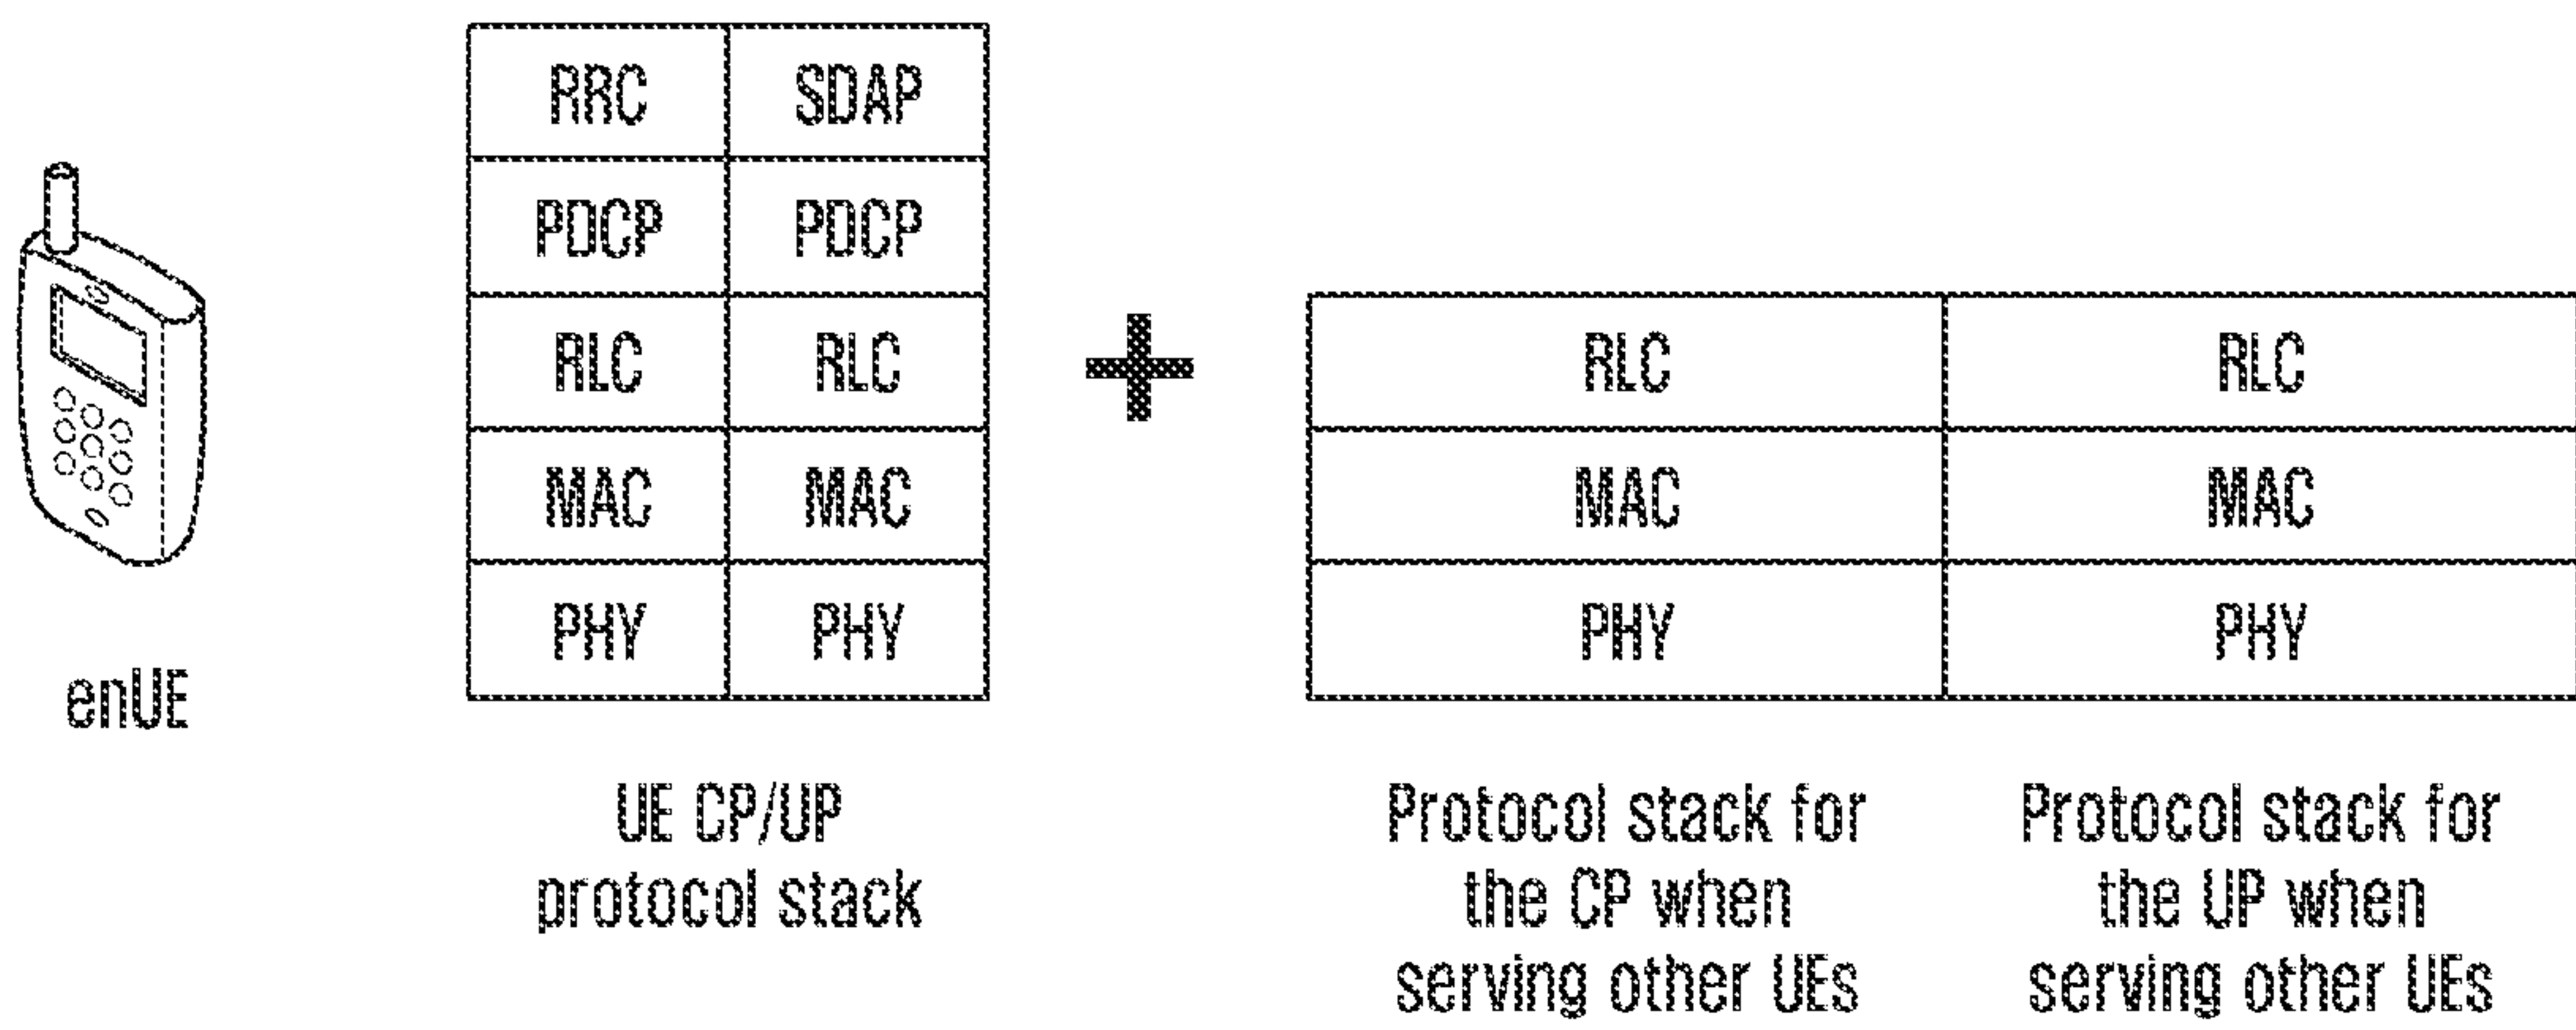 RRC SDAP
PDCP PDCP
RLC RLC RLC RLC
MAC MAC MAC MAC
PHY PHY PHY PHY
enUE
UE CP/UP
protocol stack
Protocol stack for
the CP when
serving other UEs
Protocol stack for
the UP when
serving other UEs